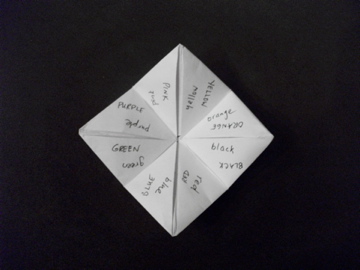 PINK
pink
yellow
YELLOW
orange
ORANGE
black
BLACK
red
RED
blue
BLUE
GREEN
green
PURPLE
purple